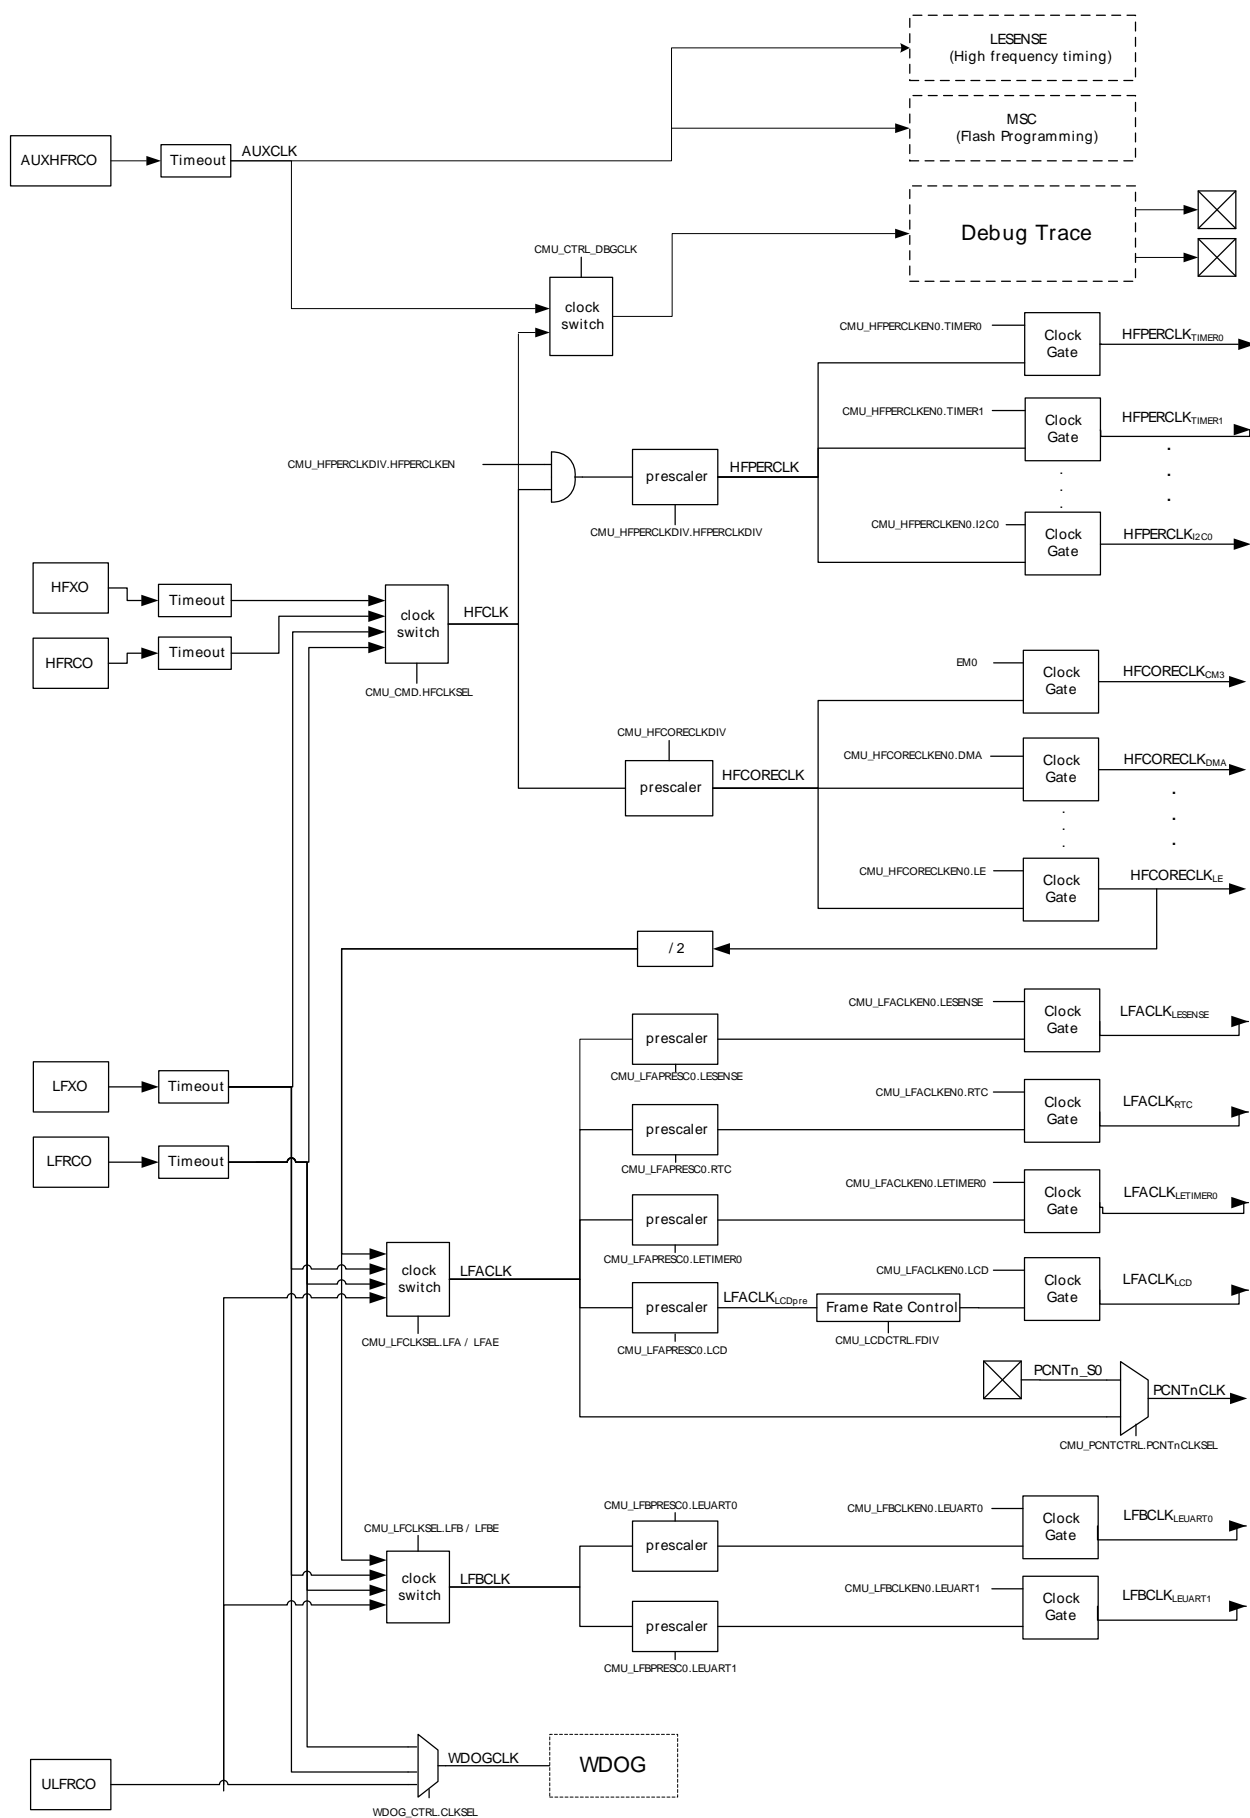 LESENSE
(High frequency timing)
MSC
(Flash Programming)
AUXHFRCO
Timeout
AUXCLK
Debug Trace
CMU_CTRL_DBGCLK
clock
switch
CMU_HFPERCLKEN0.TIMER0
Clock
Gate
HFPERCLKTIMER0
CMU_HFPERCLKEN0.TIMER1
Clock
Gate
HFPERCLKTIMER1
CMU_HFPERCLKDIV.HFPERCLKEN
prescaler
HFPERCLK
CMU_HFPERCLKDIV.HFPERCLKDIV
CMU_HFPERCLKEN0.I2C0
Clock
Gate
HFPERCLKI2C0
HFXO
Timeout
HFRCO
Timeout
clock
switch
HFCLK
CMU_CMD.HFCLKSEL
EM0
Clock
Gate
HFCORECLKCM3
CMU_HFCORECLKDIV
prescaler
HFCORECLK
CMU_HFCORECLKEN0.DMA
Clock
Gate
HFCORECLKDMA
CMU_HFCORECLKEN0.LE
Clock
Gate
HFCORECLKLE
/ 2
CMU_LFACLKEN0.LESENSE
Clock
Gate
LFACLKLESENSE
prescaler
CMU_LFAPRESC0.LESENSE
LFXO
Timeout
CMU_LFACLKEN0.RTC
Clock
Gate
LFACLKRTC
prescaler
CMU_LFAPRESC0.RTC
LFRCO
Timeout
CMU_LFACLKEN0.LETIMER0
Clock
Gate
LFACLKLETIMER0
prescaler
CMU_LFAPRESC0.LETIMER0
clock
switch
LFACLK
CMU_LFCLKSEL.LFA / LFAE
CMU_LFACLKEN0.LCD
Clock
Gate
LFACLKLCD
prescaler
LFACLKLCDpre
Frame Rate Control
CMU_LFAPRESC0.LCD
CMU_LCDCTRL.FDIV
PCNTn_S0
PCNTnCLK
CMU_PCNTCTRL.PCNTnCLKSEL
CMU_LFBPRESC0.LEUART0
CMU_LFBCLKEN0.LEUART0
Clock
Gate
LFBCLKLEUART0
prescaler
CMU_LFCLKSEL.LFB / LFBE
clock
switch
LFBCLK
CMU_LFBCLKEN0.LEUART1
Clock
Gate
LFBCLKLEUART1
prescaler
CMU_LFBPRESC0.LEUART1
ULFRCO
WDOGCLK
WDOG
WDOG_CTRL.CLKSEL